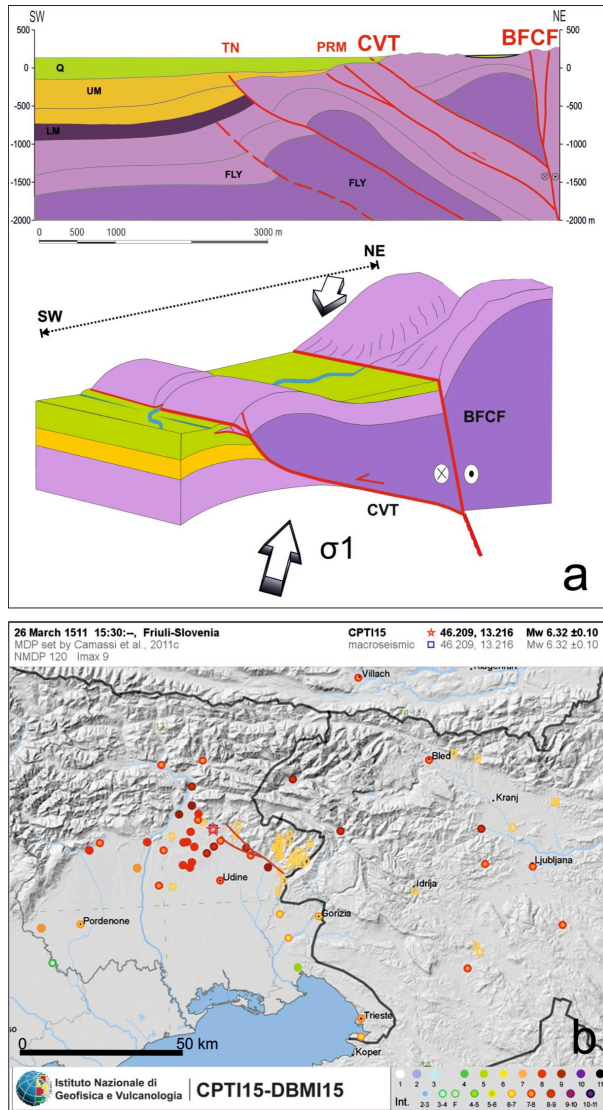 SW
NE
TN
PRM
CVT
BFCF
500
0
-500
-1000
-1500
-2000
500
0
-500
-1000
-1500
-2000 m
Q
UM
LM
FLY
FLY
0 500 1000 3000 m
NE
SW
BFCF
CVT
σ1
a
26 March 1511 15:30:--, Friuli-Slovenia
MDP set by Camassi et al., 2011c
NMDP 120 Imax 9
CPTI15 46.209, 13.216 Mw 6.32 ±0.10
macroseismic 46.209, 13.216 Mw 6.32 ±0.10
Villach
Bled
Kranj
Ljubljana
Udine
Idrija
Pordenone
Gorizia
Trieste
Koper
0 50 km
b
Istituto Nazionale di
Geofisica e Vulcanologia
CPTI15-DBMI15
1 2 3 4 5 6 7 8 9 10 11
Int. 2-3 3-4 F 4-5 5-6 6-7 7-8 8-9 9-10 10-11